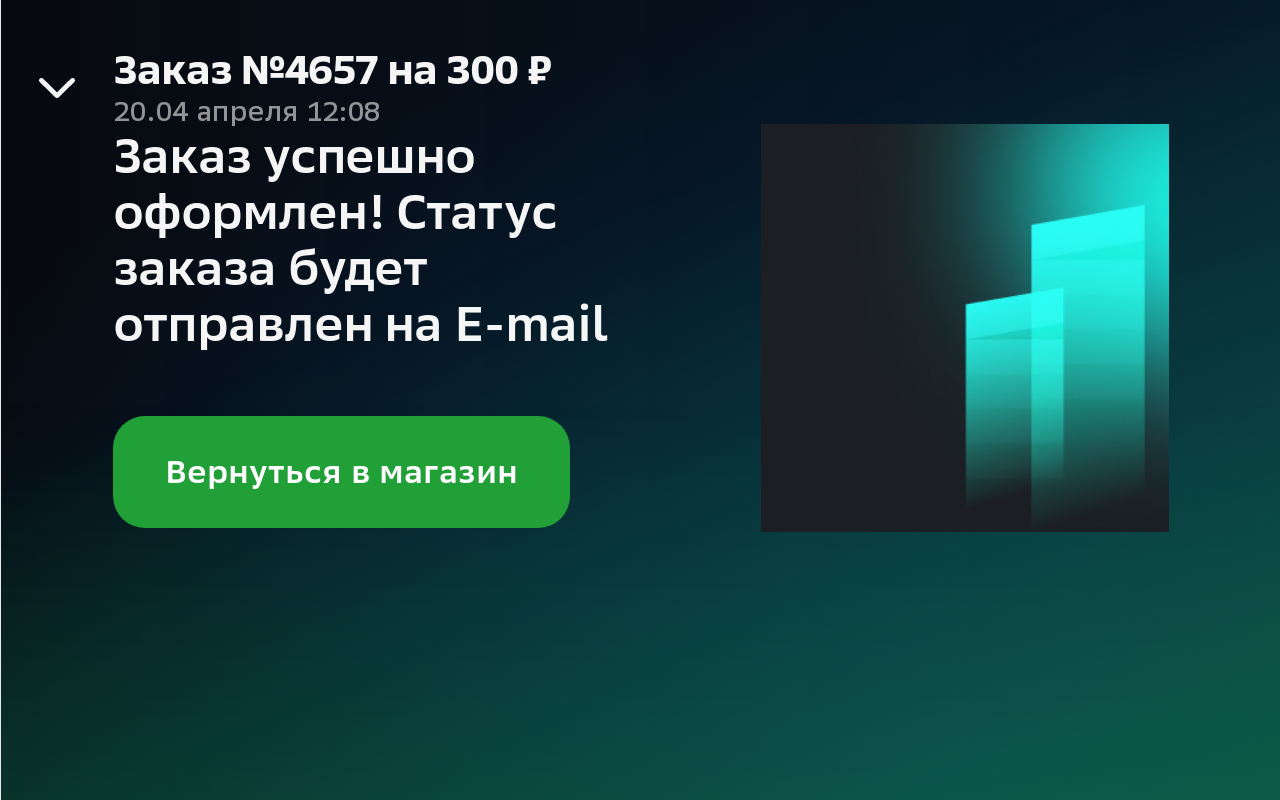 Заказ №4657 на 300 ₽
20.04 апреля 12:08
Заказ успешно
оформлен! Статус
заказа будет
отправлен на E-mail
Вернуться в магазин